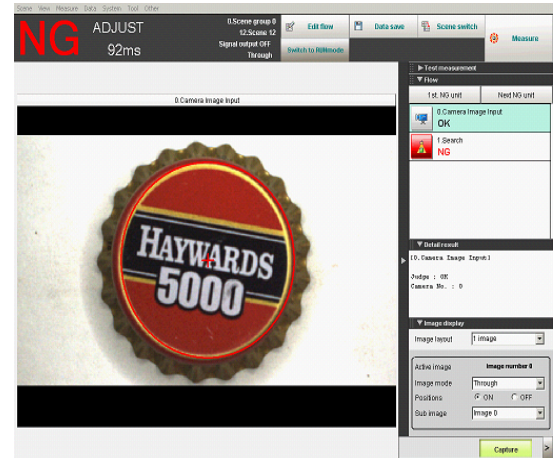 Scene View Measure Data System Tool Other
NG
ADJUST
92ms
0.Scene group 0
12.Scene 12
Signal output OFF
Through
Edit flow
Data save
Scene switch
Measure
Switch to RUNmode
Test measurement
Flow
1st. NG unit
Next NG unit
0.Camera Image Input
OK
1.Search
NG
0.Camera Image Input
HAYWARDS
5000
Detail result
[0.Camera Image Input]
Judge : OK
Camera No. : 0
Image display
Image layout
1 image
Active image
Image number 0
Image mode
Through
Positions
ON
OFF
Sub image
Image 0
Capture
>